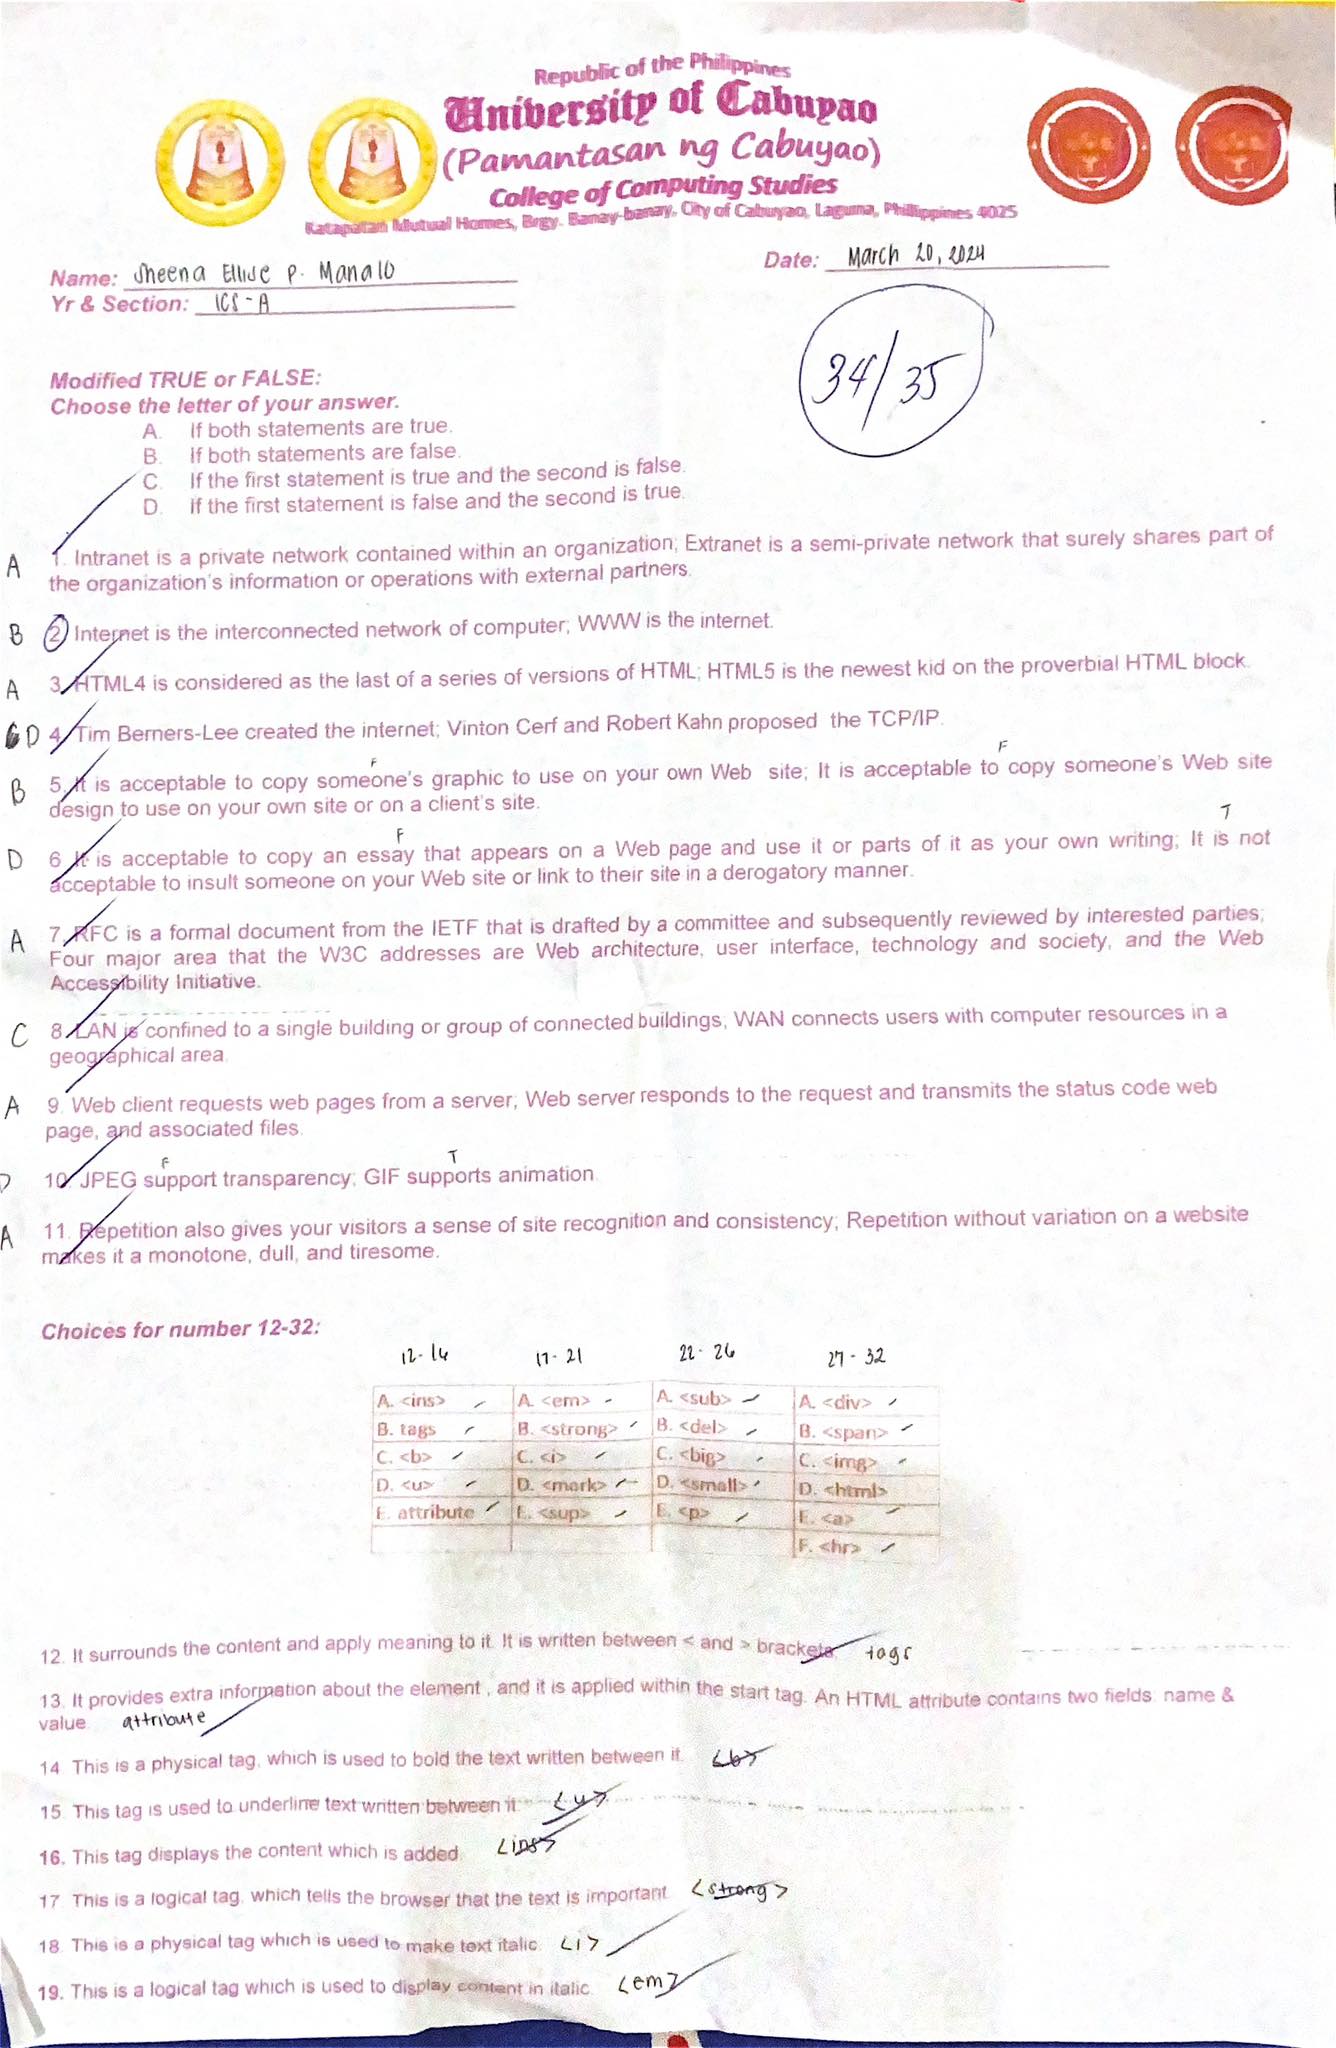 Republic of the Philippines
University of Cabuyao
(Pamantasan ng Cabuyao)
College of Computing Studies
Katapatan Mutual Homes, Brgy. Banay-banay, City of Cabuyao, Laguna, Philippines 4025
Name: Sheena Ellue P. Manalo
Date: March 20, 2024
Yr & Section: 1CS-A
34/35
Modified TRUE or FALSE:
Choose the letter of your answer.
A. If both statements are true.
B. If both statements are false.
C. If the first statement is true and the second is false.
D. If the first statement is false and the second is true.
A 1. Intranet is a private network contained within an organization; Extranet is a semi-private network that surely shares part of
the organization's information or operations with external partners.
B 2 Internet is the interconnected network of computer; WWW is the internet.
A 3. HTML4 is considered as the last of a series of versions of HTML; HTML5 is the newest kid on the proverbial HTML block.
D 4. Tim Berners-Lee created the internet; Vinton Cerf and Robert Kahn proposed the TCP/IP.
F F
B 5. It is acceptable to copy someone's graphic to use on your own Web site; It is acceptable to copy someone's Web site
design to use on your own site or on a client's site.
F T
D 6. It is acceptable to copy an essay that appears on a Web page and use it or parts of it as your own writing; It is not
acceptable to insult someone on your Web site or link to their site in a derogatory manner.
A 7. RFC is a formal document from the IETF that is drafted by a committee and subsequently reviewed by interested parties;
Four major area that the W3C addresses are Web architecture, user interface, technology and society, and the Web
Accessibility Initiative.
C 8. LAN is confined to a single building or group of connected buildings; WAN connects users with computer resources in a
geographical area.
A 9. Web client requests web pages from a server; Web server responds to the request and transmits the status code web
page, and associated files.
F T
D 10. JPEG support transparency; GIF supports animation.
A 11. Repetition also gives your visitors a sense of site recognition and consistency; Repetition without variation on a website
makes it a monotone, dull, and tiresome.
Choices for number 12-32:
12-16 17-21 22-26 27-32
A. <ins> A. <em> A. <sub> A. <div>
B. tags B. <strong> B. <del> B. <span>
C. <b> C. <i> C. <big> C. <img>
D. <u> D. <mark> D. <small> D. <html>
E. attribute E. <sup> E. <p> E. <a>
F. <hr>
12. It surrounds the content and apply meaning to it. It is written between < and > brackets. tags
13. It provides extra information about the element, and it is applied within the start tag. An HTML attribute contains two fields: name &
value. attribute
14. This is a physical tag, which is used to bold the text written between it. <b>
15. This tag is used to underline text written between it <u>
16. This tag displays the content which is added <ins>
17. This is a logical tag, which tells the browser that the text is important. <strong>
18. This is a physical tag which is used to make text italic. <i>
19. This is a logical tag which is used to display content in italic. <em>